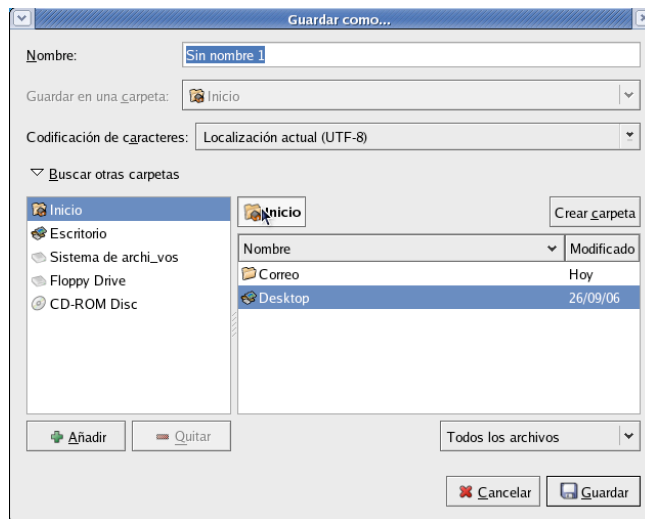 Guardar como...
Nombre: Sin nombre 1
Guardar en una carpeta: Inicio
Codificación de caracteres: Localización actual (UTF-8)
Buscar otras carpetas
Inicio
Escritorio
Sistema de archi_vos
Floppy Drive
CD-ROM Disc
Inicio Crear carpeta
Nombre Modificado
Correo Hoy
Desktop 26/09/06
Añadir Quitar Todos los archivos
Cancelar Guardar